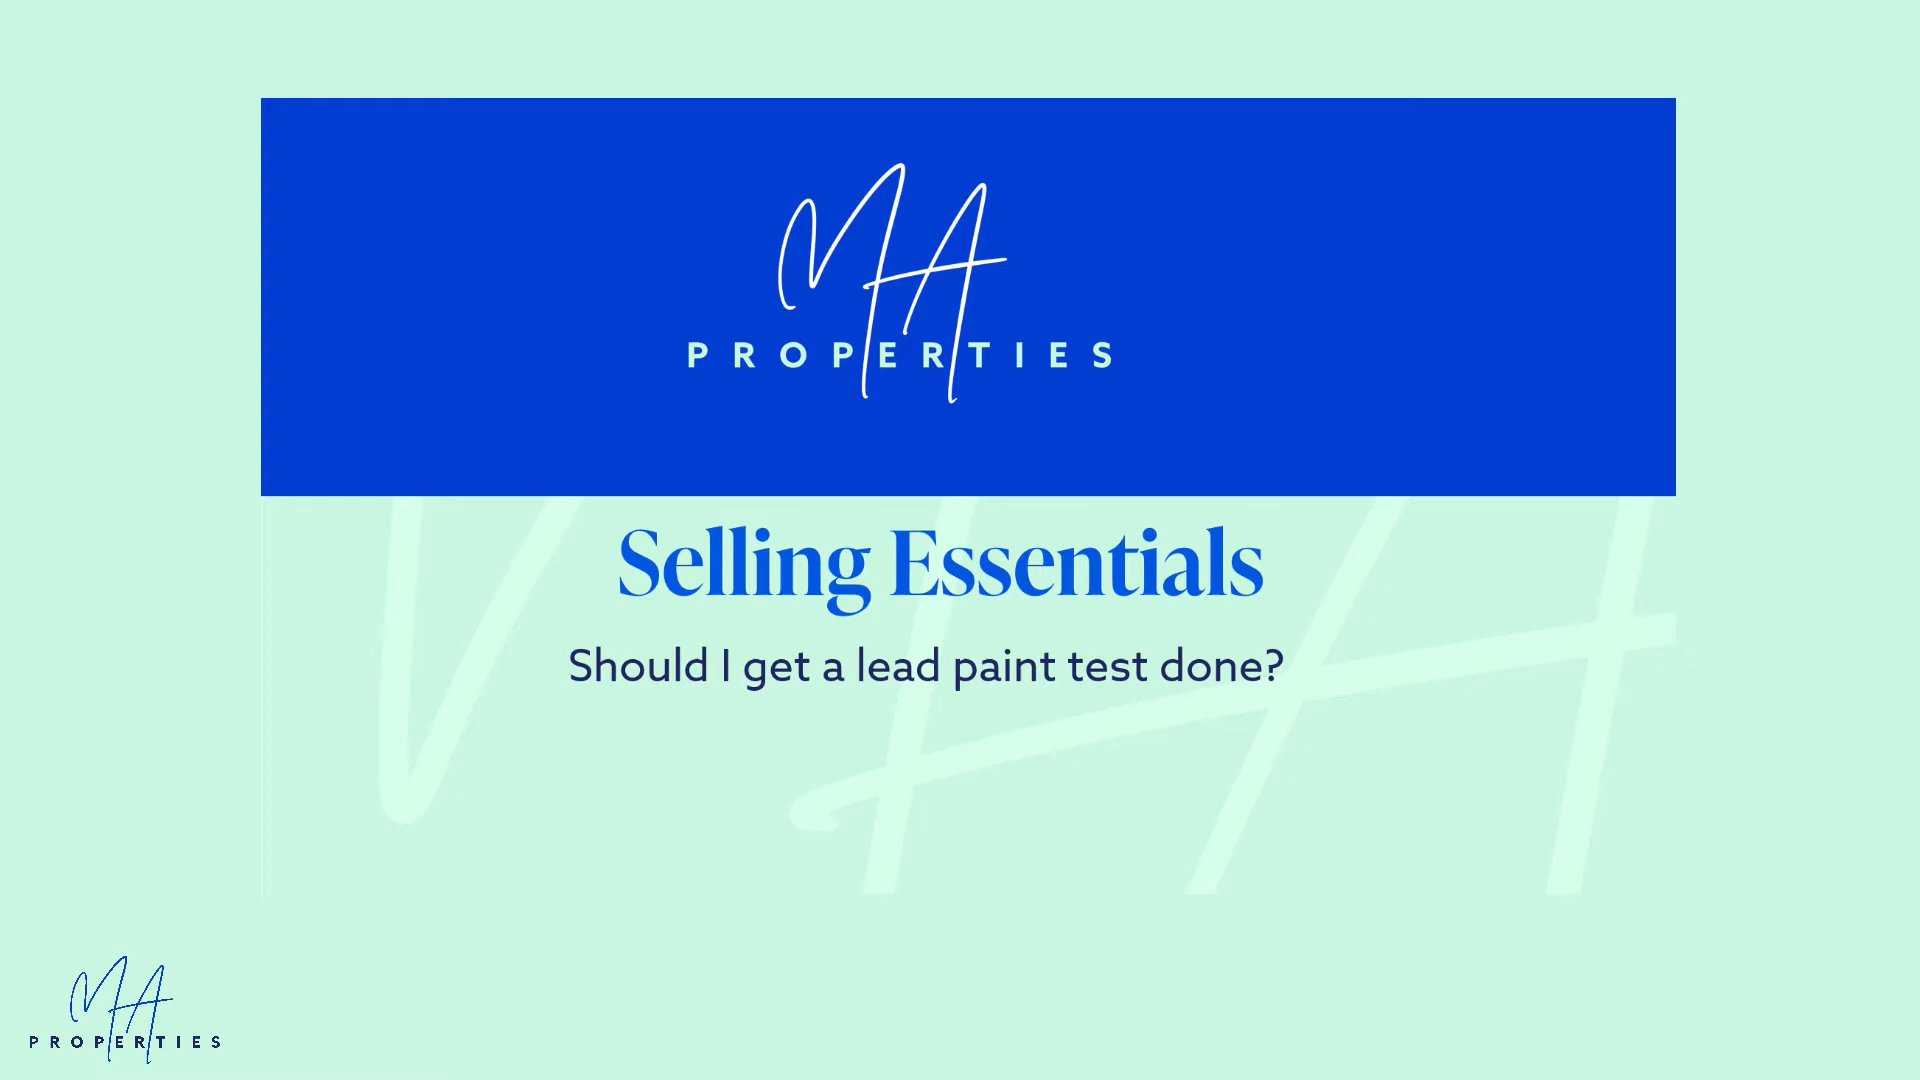 MA
PROPERTIES
Selling Essentials
Should I get a lead paint test done?
MA
PROPERTIES